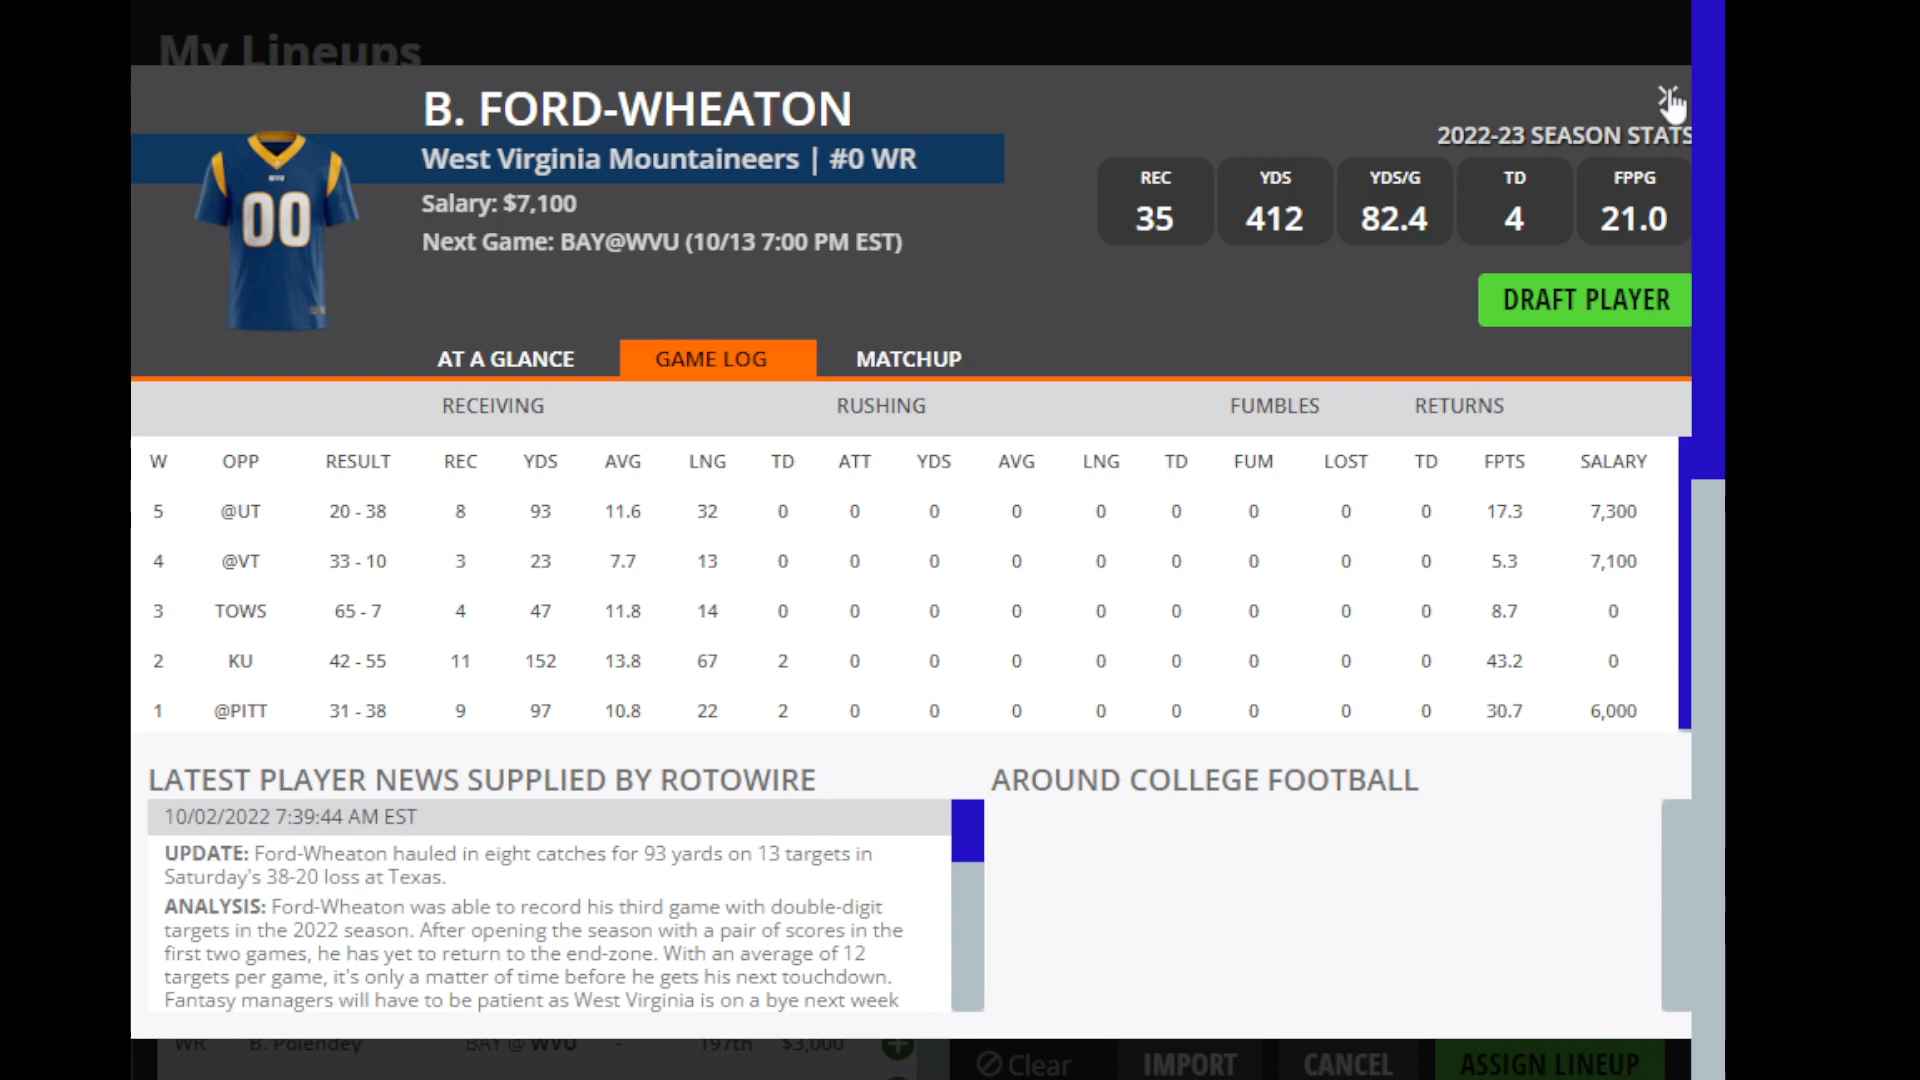 My Lineups
B. FORD-WHEATON
West Virginia Mountaineers | #0 WR
Salary: $7,100
Next Game: BAY@WVU (10/13 7:00 PM EST)
00
2022-23 SEASON STATS
REC YDS YDS/G TD FPPG
35 412 82.4 4 21.0
DRAFT PLAYER
AT A GLANCE GAME LOG MATCHUP
RECEIVING RUSHING FUMBLES RETURNS
W OPP RESULT REC YDS AVG LNG TD ATT YDS AVG LNG TD FUM LOST TD FPTS SALARY
5 @UT 20 - 38 8 93 11.6 32 0 0 0 0 0 0 0 0 0 17.3 7,300
4 @VT 33 - 10 3 23 7.7 13 0 0 0 0 0 0 0 0 0 5.3 7,100
3 TOWS 65 - 7 4 47 11.8 14 0 0 0 0 0 0 0 0 0 8.7 0
2 KU 42 - 55 11 152 13.8 67 2 0 0 0 0 0 0 0 0 43.2 0
1 @PITT 31 - 38 9 97 10.8 22 2 0 0 0 0 0 0 0 0 30.7 6,000
LATEST PLAYER NEWS SUPPLIED BY ROTOWIRE
10/02/2022 7:39:44 AM EST
UPDATE: Ford-Wheaton hauled in eight catches for 93 yards on 13 targets in
Saturday's 38-20 loss at Texas.
ANALYSIS: Ford-Wheaton was able to record his third game with double-digit
targets in the 2022 season. After opening the season with a pair of scores in the
first two games, he has yet to return to the end-zone. With an average of 12
targets per game, it's only a matter of time before he gets his next touchdown.
Fantasy managers will have to be patient as West Virginia is on a bye next week
AROUND COLLEGE FOOTBALL
WR B. Polendey BAY @ WVU - 197th $3,000
Clear IMPORT CANCEL ASSIGN LINEUP